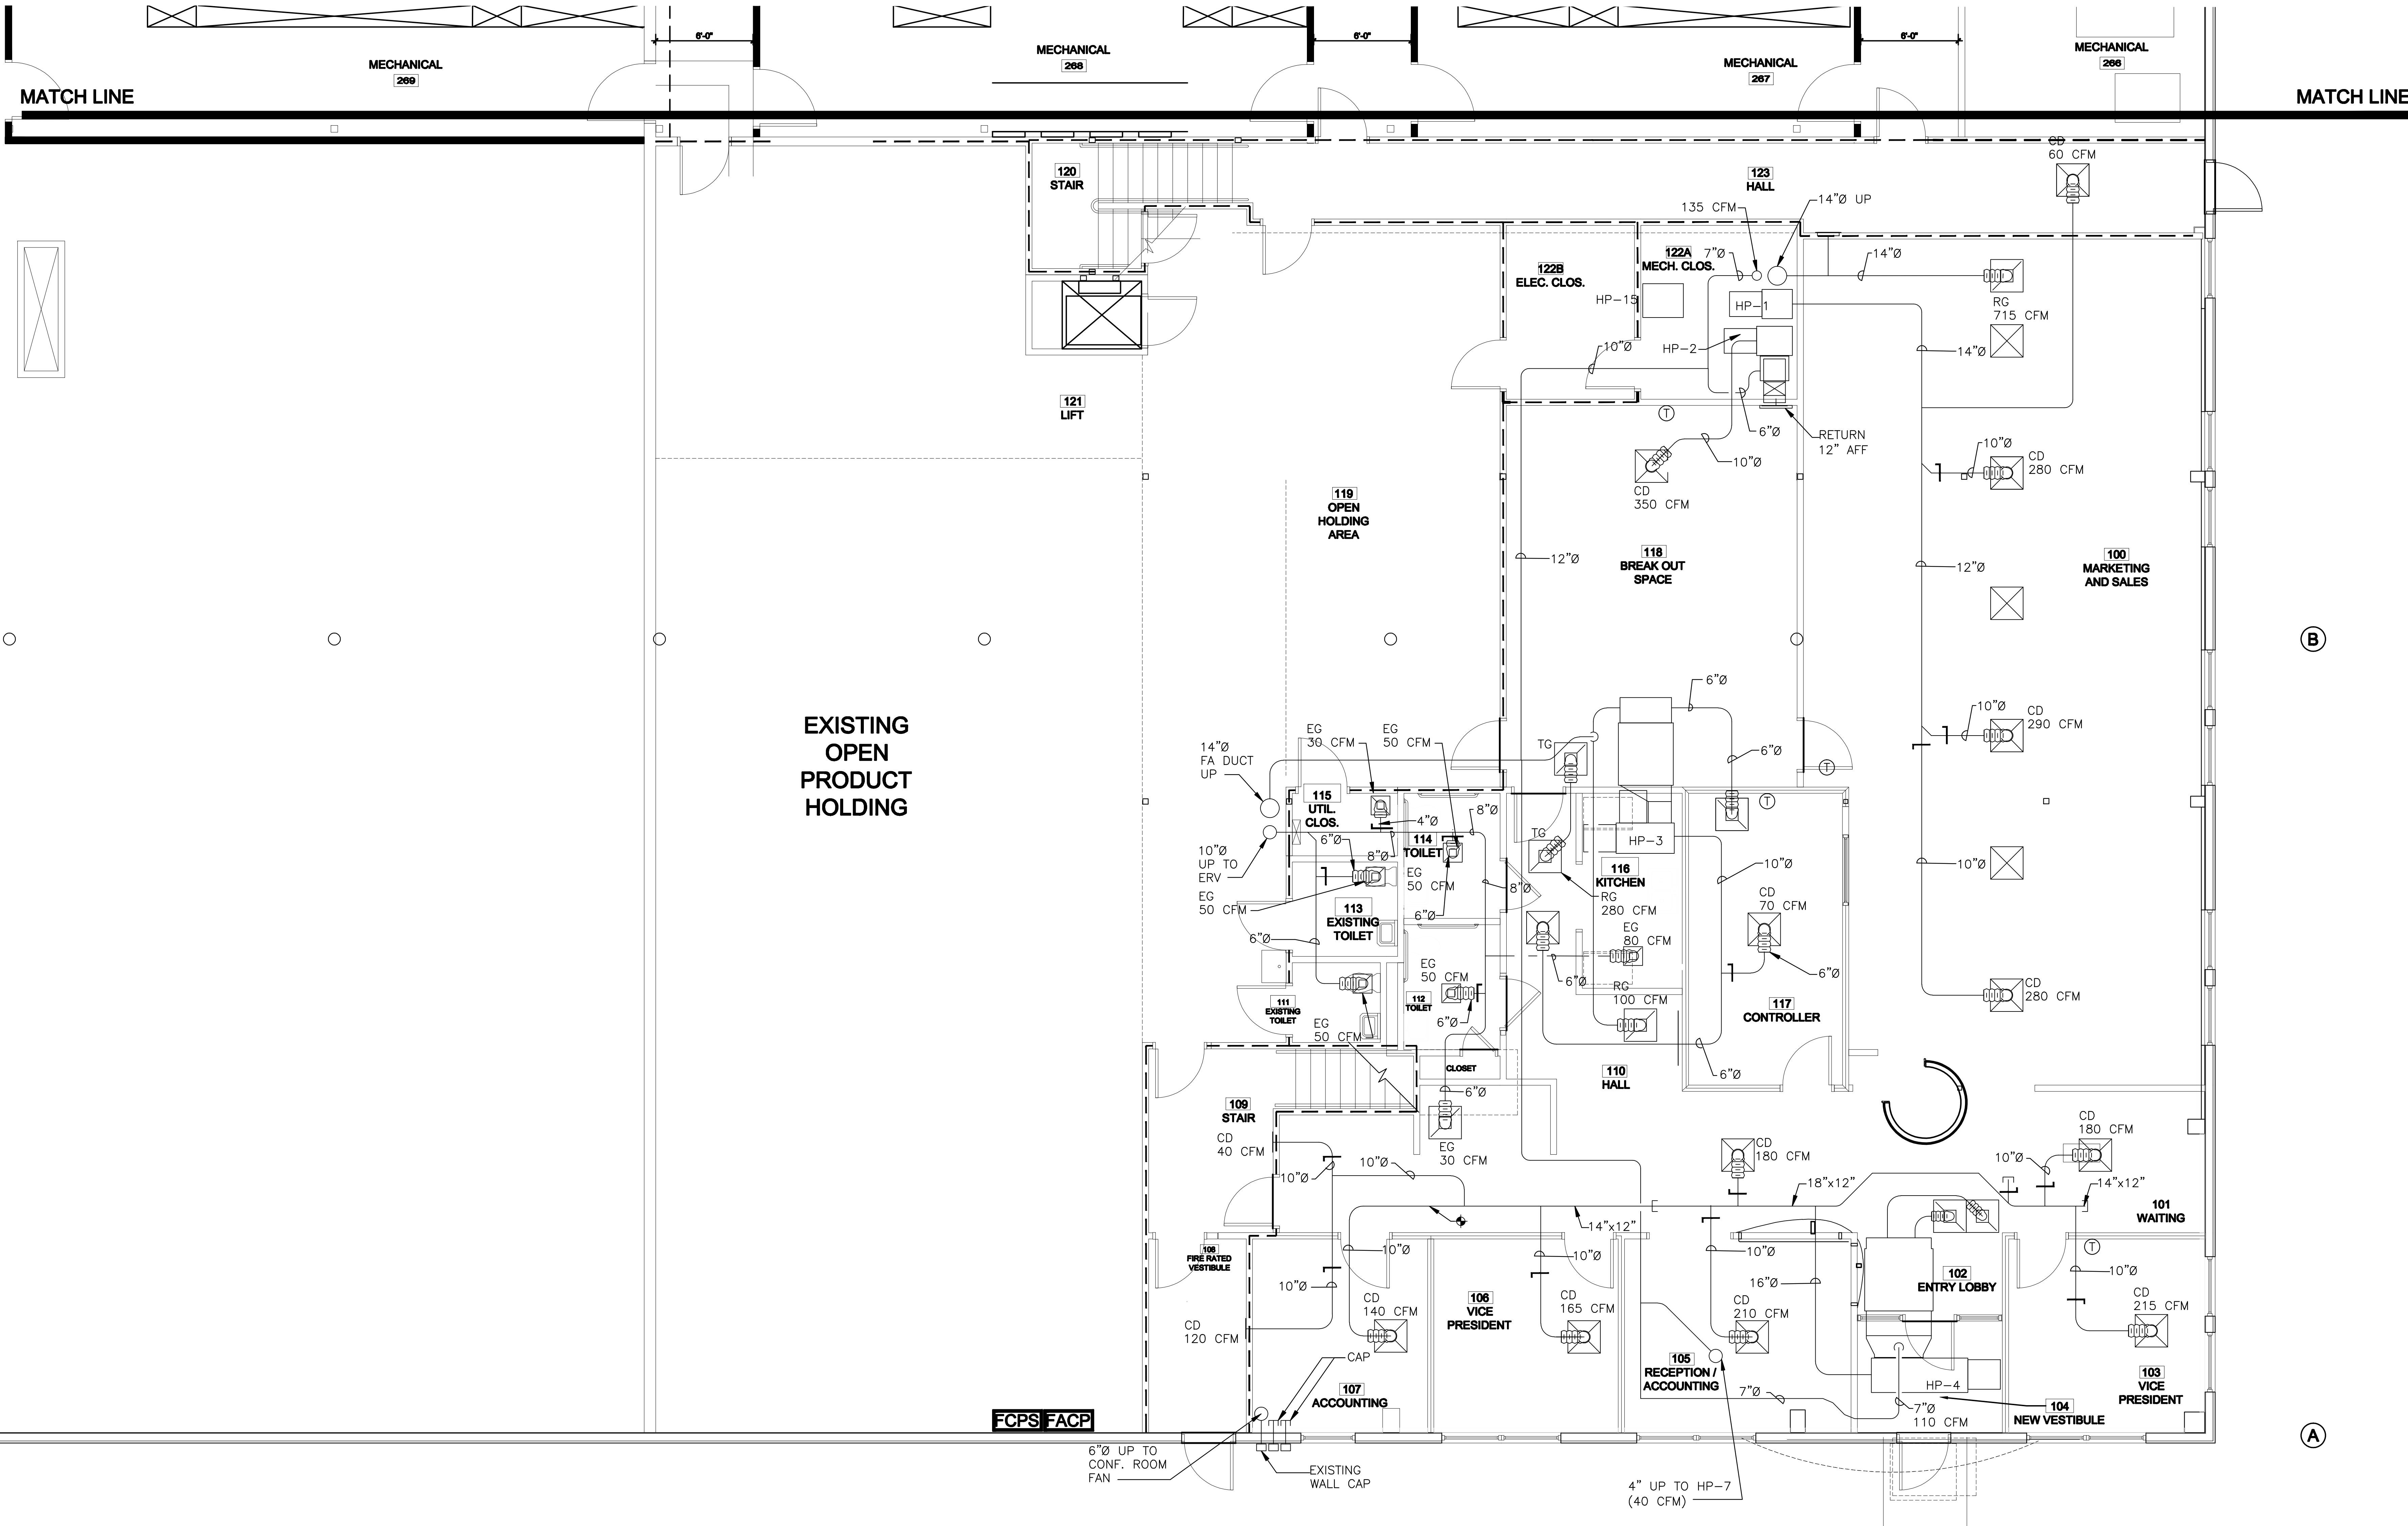 6'-0"
6'-0"
6'-0"
MECHANICAL
269
MECHANICAL
268
MECHANICAL
267
MECHANICAL
266
MATCH LINE
MATCH LINE
CD
60 CFM
120
STAIR
123
HALL
135 CFM
14"Ø UP
122A
MECH. CLOS.
7"Ø
14"Ø
122B
ELEC. CLOS.
HP-15
HP-1
RG
715 CFM
HP-2
10"Ø
14"Ø
121
LIFT
T
6"Ø
RETURN
12" AFF
10"Ø
10"Ø
CD
280 CFM
CD
350 CFM
119
OPEN
HOLDING
AREA
12"Ø
118
BREAK OUT
SPACE
12"Ø
100
MARKETING
AND SALES
B
6"Ø
10"Ø
CD
290 CFM
EXISTING
OPEN
PRODUCT
HOLDING
14"Ø
FA DUCT
UP
EG
30 CFM
EG
50 CFM
TG
6"Ø
T
115
UTIL.
CLOS.
T
8"Ø
4"Ø
6"Ø
114
TOILET
TG
HP-3
8"Ø
10"Ø
UP TO
ERV
116
KITCHEN
10"Ø
10"Ø
EG
50 CFM
8"Ø
EG
50 CFM
RG
280 CFM
CD
70 CFM
113
EXISTING
TOILET
6"Ø
6"Ø
EG
80 CFM
EG
50 CFM
6"Ø
6"Ø
RG
100 CFM
CD
280 CFM
111
EXISTING
TOILET
112
TOILET
117
CONTROLLER
EG
50 CFM
6"Ø
CLOSET
110
HALL
6"Ø
6"Ø
109
STAIR
CD
40 CFM
EG
30 CFM
CD
180 CFM
CD
180 CFM
10"Ø
10"Ø
10"Ø
18"x12"
14"x12"
101
WAITING
14"x12"
108
FIRE RATED
VESTIBULE
10"Ø
10"Ø
10"Ø
T
10"Ø
10"Ø
16"Ø
102
ENTRY LOBBY
CD
120 CFM
CD
140 CFM
106
VICE
PRESIDENT
CD
165 CFM
CD
210 CFM
CD
215 CFM
CAP
107
ACCOUNTING
105
RECEPTION /
ACCOUNTING
7"Ø
HP-4
103
VICE
PRESIDENT
7"Ø
110 CFM
104
NEW VESTIBULE
FCPS
FACP
A
6"Ø UP TO
CONF. ROOM
FAN
EXISTING
WALL CAP
4" UP TO HP-7
(40 CFM)